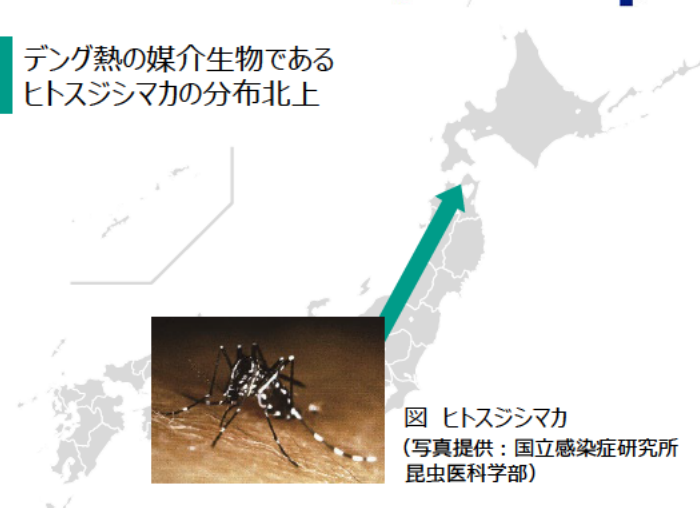 デング熱の媒介生物である
ヒトスジシマカの分布北上
図 ヒトスジシマカ
（写真提供：国立感染症研究所
昆虫医科学部）